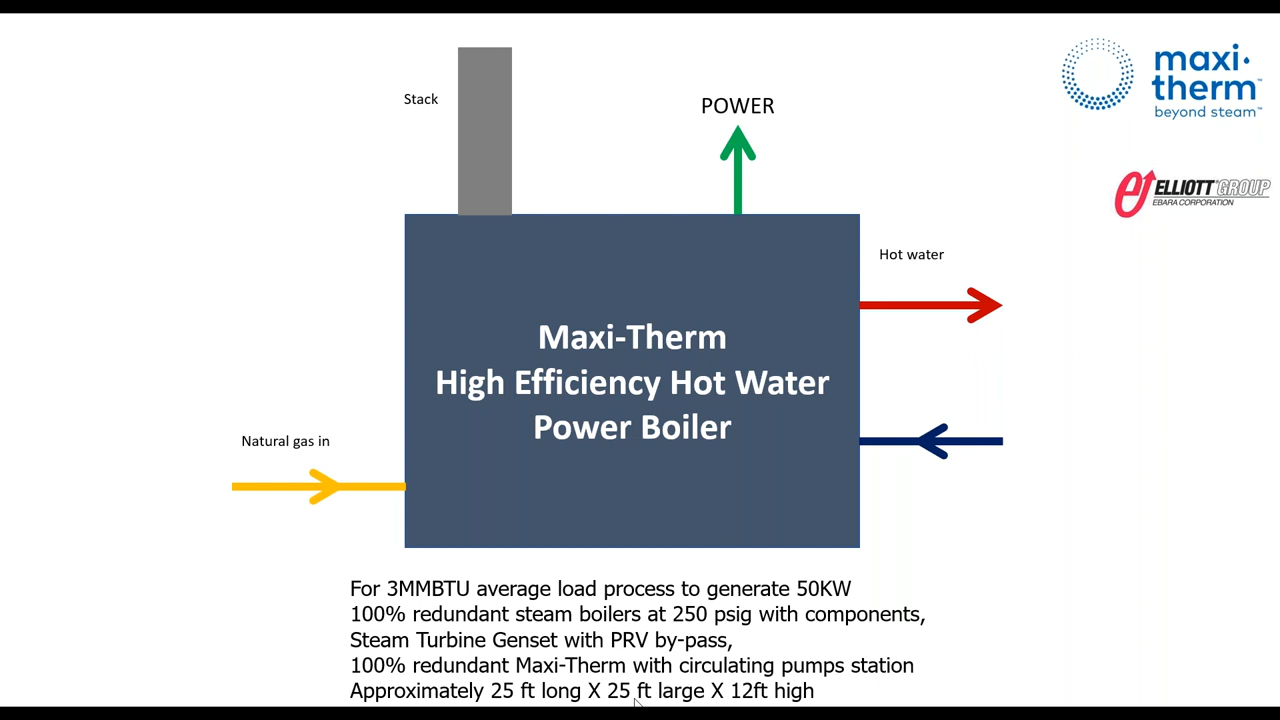 maxi·
therm™
beyond steam™
Stack
POWER
ELLIOTT GROUP
EBARA CORPORATION
Hot water
Maxi-Therm
High Efficiency Hot Water
Power Boiler
Natural gas in
For 3MMBTU average load process to generate 50KW
100% redundant steam boilers at 250 psig with components,
Steam Turbine Genset with PRV by-pass,
100% redundant Maxi-Therm with circulating pumps station
Approximately 25 ft long X 25 ft large X 12ft high